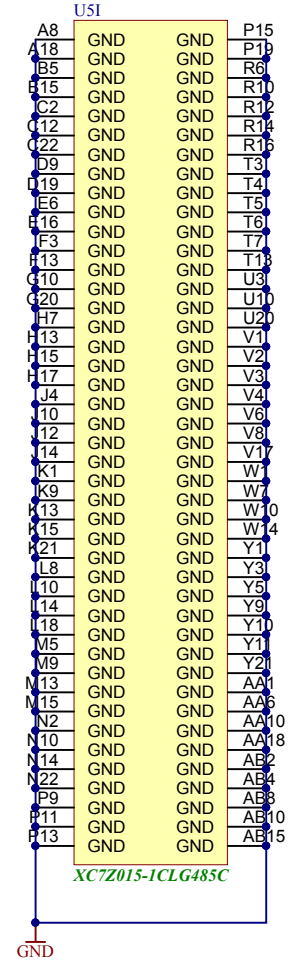 U5I
A8 GND GND P15
A18 GND GND P19
B5 GND GND R6
B15 GND GND R10
C2 GND GND R12
C12 GND GND R14
C22 GND GND R16
D9 GND GND T3
D19 GND GND T4
E6 GND GND T5
E16 GND GND T6
F3 GND GND T7
F13 GND GND T13
G10 GND GND U3
G20 GND GND U10
H7 GND GND U20
H13 GND GND V1
H15 GND GND V2
H17 GND GND V3
J4 GND GND V4
J10 GND GND V6
J12 GND GND V8
J14 GND GND V17
K1 GND GND W1
K9 GND GND W7
K13 GND GND W10
K15 GND GND W14
K21 GND GND Y1
L8 GND GND Y3
L10 GND GND Y5
L14 GND GND Y9
L18 GND GND Y10
M5 GND GND Y11
M9 GND GND Y21
M13 GND GND AA1
M15 GND GND AA6
N2 GND GND AA10
N10 GND GND AA18
N14 GND GND AB2
N22 GND GND AB4
P9 GND GND AB8
P11 GND GND AB10
P13 GND GND AB15
XC7Z015-1CLG485C
GND